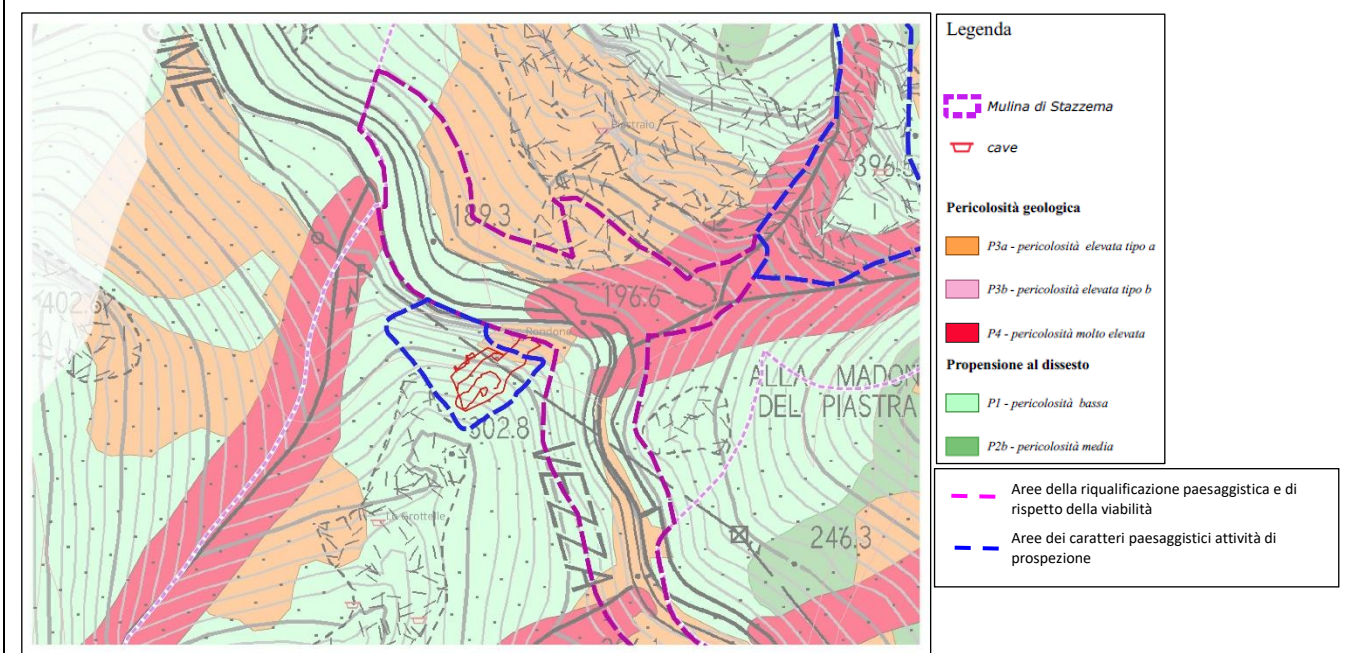 Legenda
Mulina di Stazzema
cave
Pericolosità geologica
P3a - pericolosità elevata tipo a
P3b - pericolosità elevata tipo b
P4 - pericolosità molto elevata
Propensione al dissesto
P1 - pericolosità bassa
P2b - pericolosità media
Aree della riqualificazione paesaggistica e di
rispetto della viabilità
Aree dei caratteri paesaggistici attività di
prospezione
Piastraio
396.5
189.3
402.6
196.6
Rondone
ALLA MADON
DEL PIASTRA
302.8
VEZZA
Le Grottelle
246.3